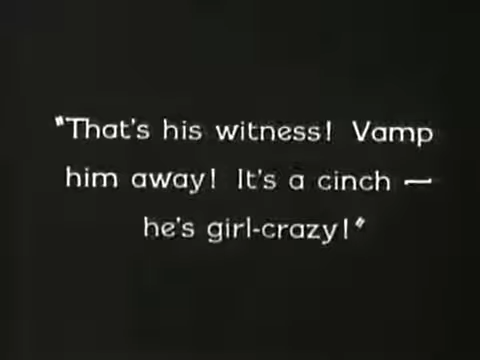 "That's his witness! Vamp
him away! It's a cinch —
he's girl-crazy!"